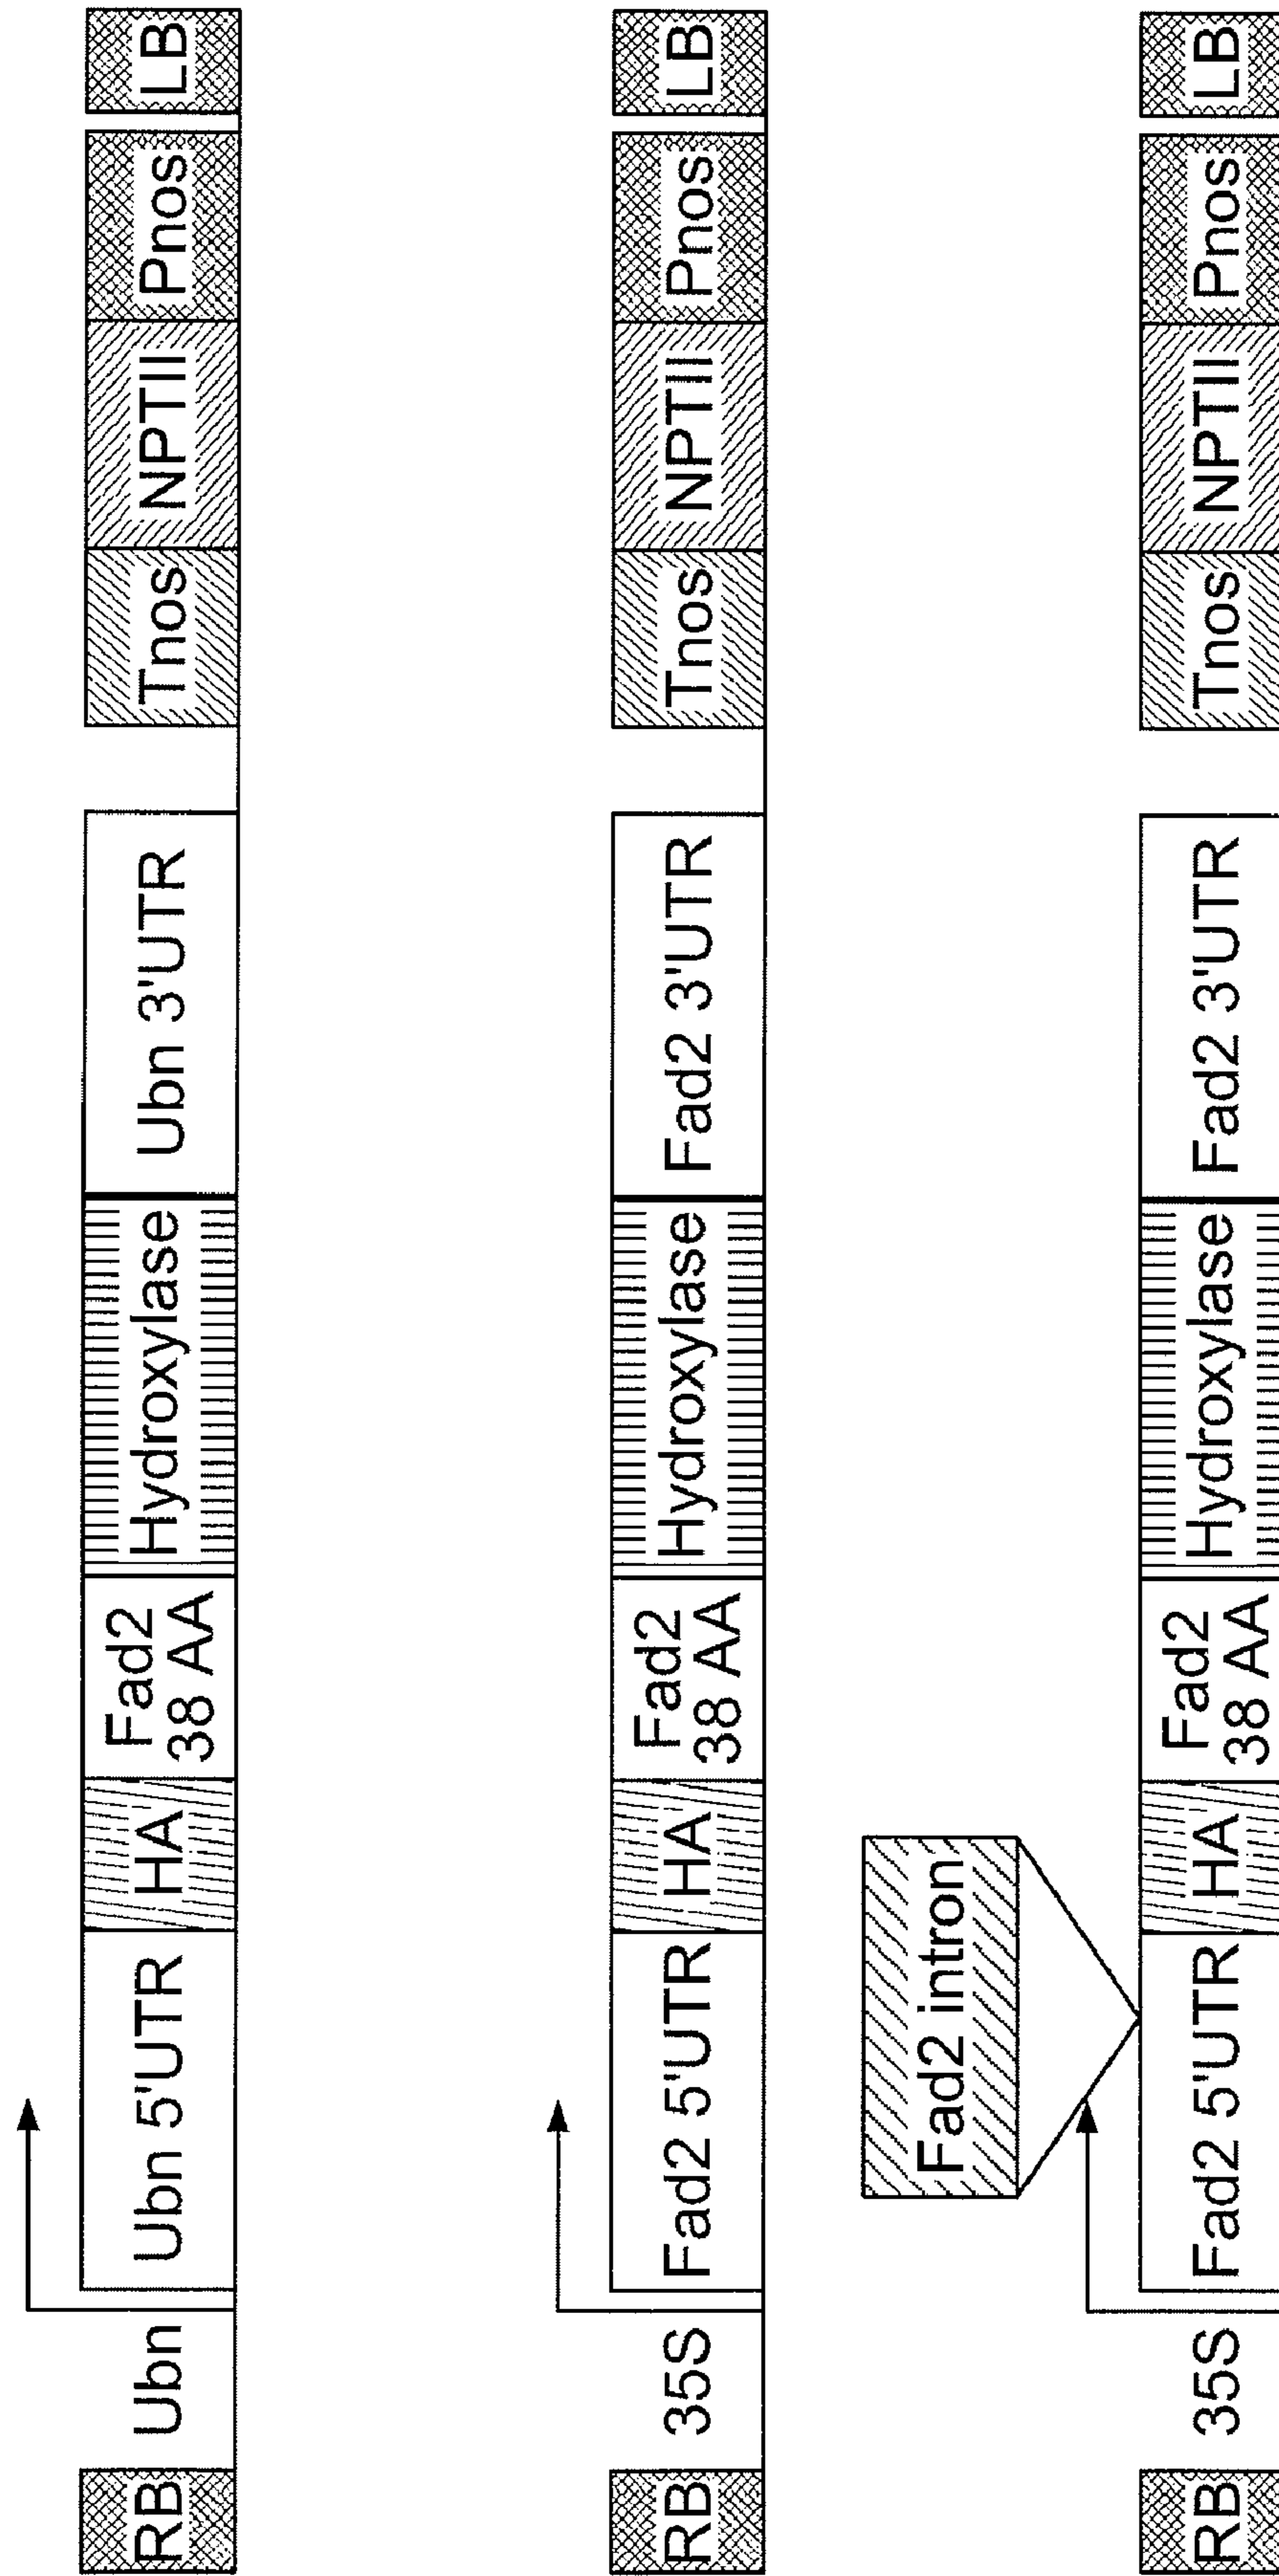 RB
Ubn
Ubn 5'UTR
HA
Fad2
38 AA
Hydroxylase
Ubn 3'UTR
Tnos
NPTII
Pnos
LB
RB
35S
Fad2 5'UTR
HA
Fad2
38 AA
Hydroxylase
Fad2 3'UTR
Tnos
NPTII
Pnos
LB
Fad2 intron
RB
35S
Fad2 5'UTR
HA
Fad2
38 AA
Hydroxylase
Fad2 3'UTR
Tnos
NPTII
Pnos
LB